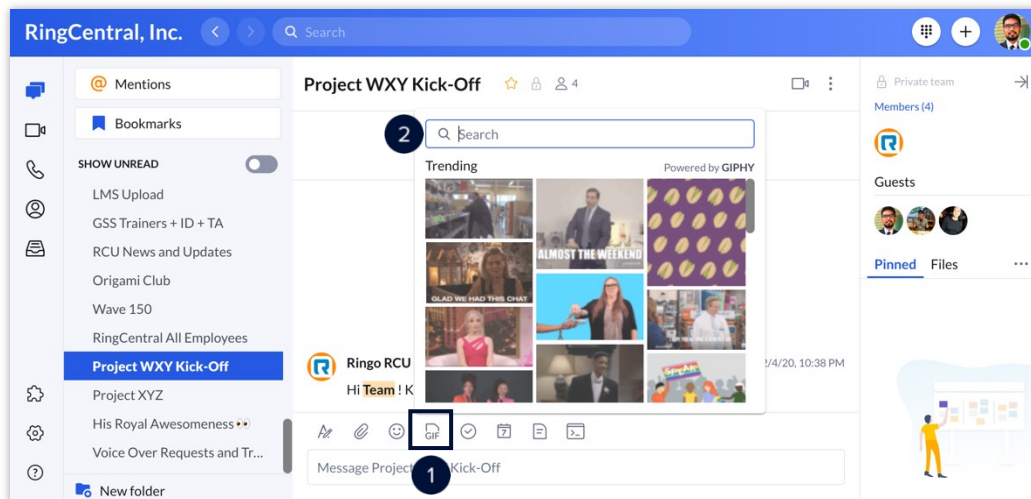 RingCentral, Inc.
Search
Mentions
Bookmarks
SHOW UNREAD
LMS Upload
GSS Trainers + ID + TA
RCU News and Updates
Origami Club
Wave 150
RingCentral All Employees
Project WXY Kick-Off
Project XYZ
His Royal Awesomeness 👀
Voice Over Requests and Tr...
New folder
Project WXY Kick-Off
4
2
Search
Trending
Powered by GIPHY
ALMOST THE WEEKEND
GLAD WE HAD THIS CHAT
Ringo RCU
2/4/20, 10:38 PM
Hi Team ! K
GIF
7
1
Message Project Kick-Off
Private team
Members (4)
Guests
Pinned Files